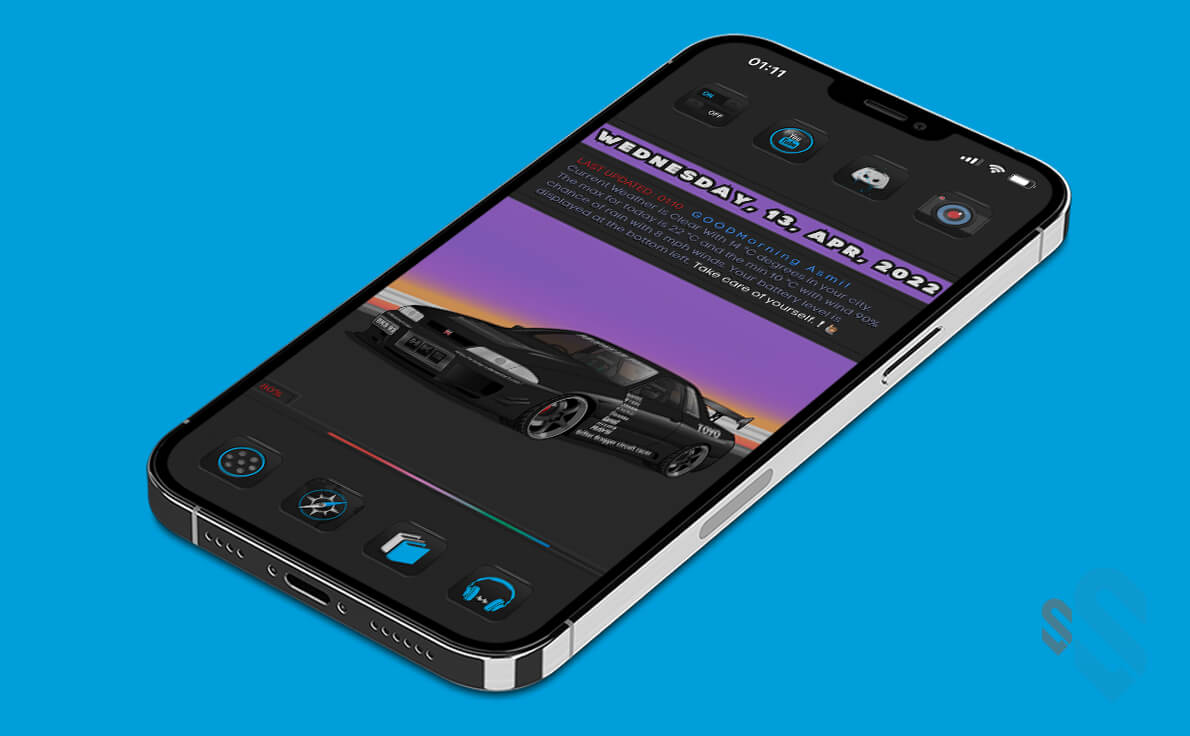 01:11
ON
OFF
You
WEDNESDAY, 13, APR, 2022
LAST UPDATED : 01:10 GOODMorning Asmit
Current Weather is Clear With 14 °C degrees in your city.
The max for today is 22 °C and the min 10 °C with wind 90%
chance of rain with 8 mph winds. Your battery level is
displayed at the bottom left. Take care of yourself. !
TOYO
80%